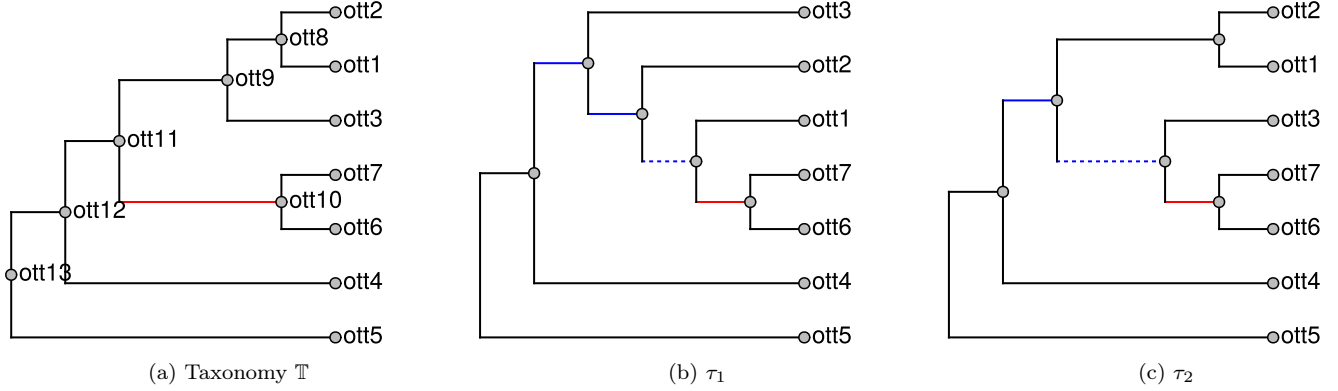 ott2
ott8
ott1
ott9
ott3
ott11
ott7
ott10
ott12
ott6
ott13
ott4
ott5
(a) Taxonomy 𝕋
ott3
ott2
ott1
ott7
ott6
ott4
ott5
(b) τ₁
ott2
ott1
ott3
ott7
ott6
ott4
ott5
(c) τ₂